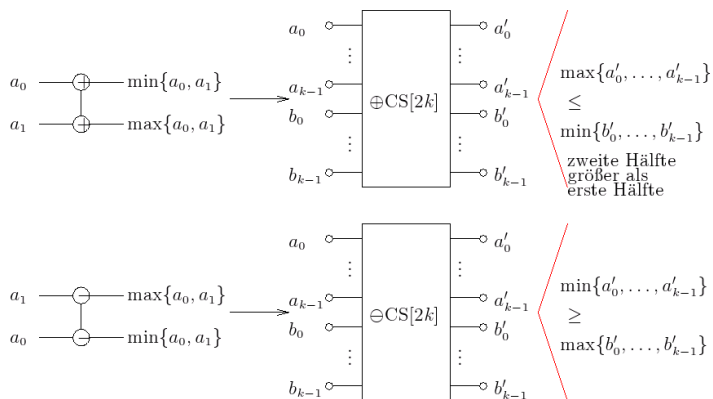 a₀ min{a₀, a₁}
a₁ max{a₀, a₁}
a₀ a′₀
⋮ ⋮
aₖ₋₁ a′ₖ₋₁
b₀ ⊕CS[2k] b′₀
⋮ ⋮
bₖ₋₁ b′ₖ₋₁
max{a′₀, . . . , a′ₖ₋₁}
≤
min{b′₀, . . . , b′ₖ₋₁}
zweite Hälfte
größer als
erste Hälfte
a₁ max{a₀, a₁}
a₀ min{a₀, a₁}
a₀ a′₀
⋮ ⋮
aₖ₋₁ a′ₖ₋₁
b₀ ⊖CS[2k] b′₀
⋮ ⋮
bₖ₋₁ b′ₖ₋₁
min{a′₀, . . . , a′ₖ₋₁}
≥
max{b′₀, . . . , b′ₖ₋₁}